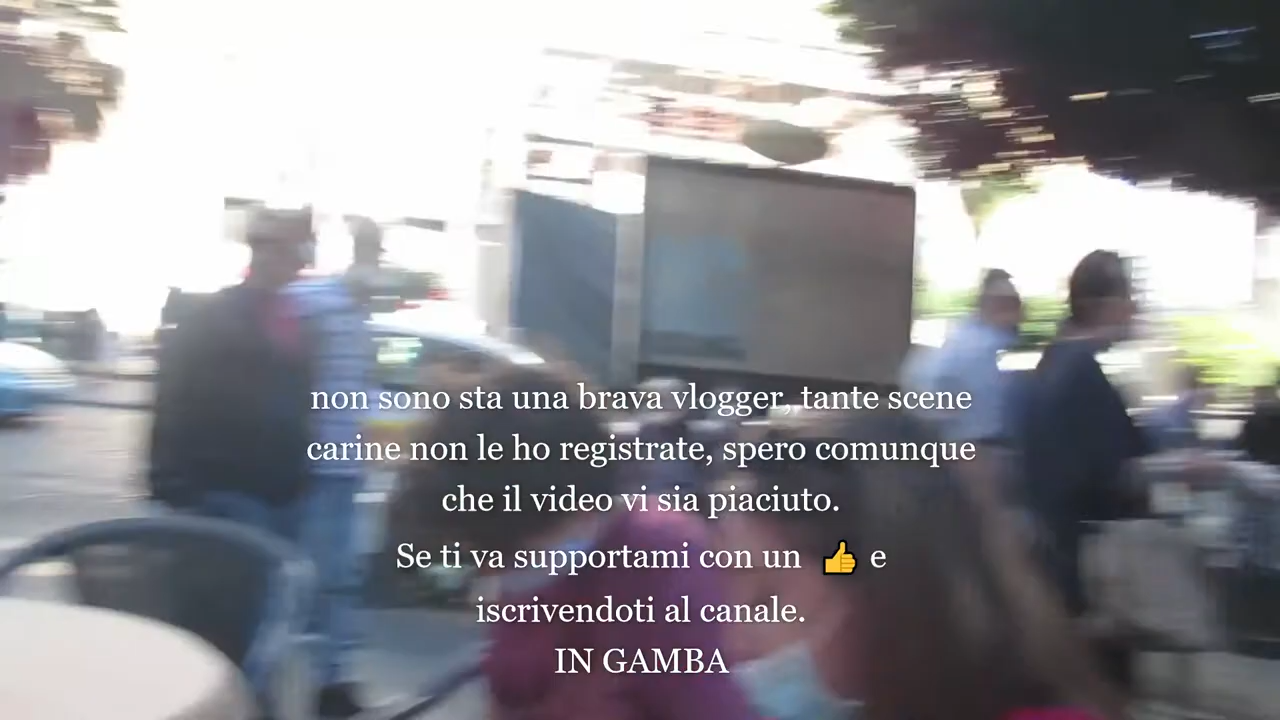 non sono sta una brava vlogger, tante scene
carine non le ho registrate, spero comunque
che il video vi sia piaciuto.
Se ti va supportami con un 👍 e
iscrivendoti al canale.
IN GAMBA